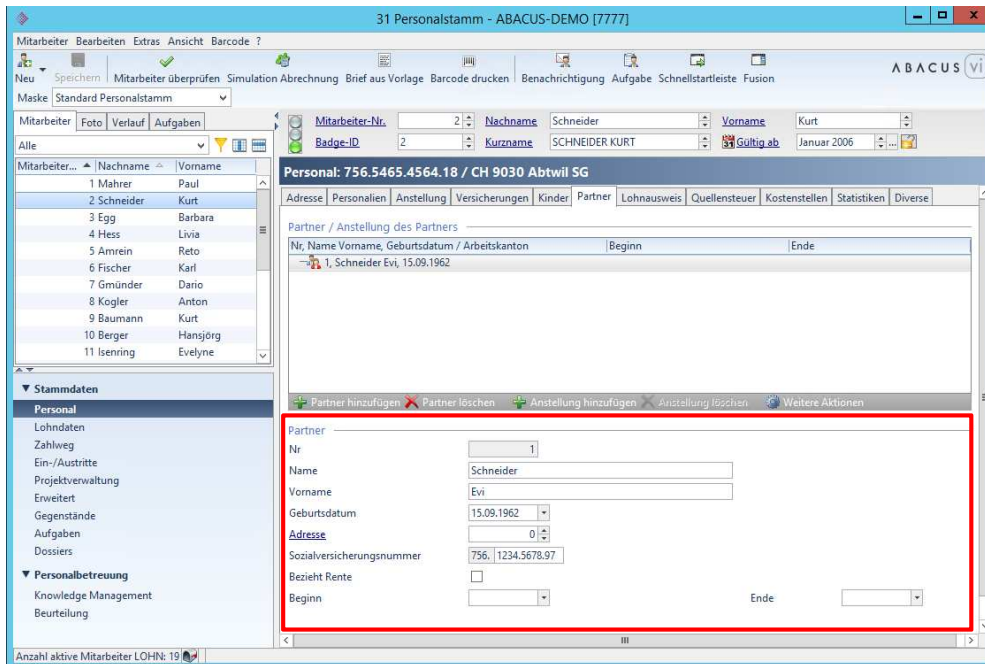 31 Personalstamm - ABACUS-DEMO [7777]
Mitarbeiter Bearbeiten Extras Ansicht Barcode ?
Neu Speichern Mitarbeiter überprüfen Simulation Abrechnung Brief aus Vorlage Barcode drucken Benachrichtigung Aufgabe Schnellstartleiste Fusion
ABACUS vi
Maske Standard Personalstamm
Mitarbeiter Foto Verlauf Aufgaben
Alle
Mitarbeiter... Nachname Vorname
1 Mahrer Paul
2 Schneider Kurt
3 Egg Barbara
4 Hess Livia
5 Amrein Reto
6 Fischer Karl
7 Gmünder Dario
8 Kogler Anton
9 Baumann Kurt
10 Berger Hansjörg
11 Isenring Evelyne
Stammdaten
Personal
Lohndaten
Zahlweg
Ein-/Austritte
Projektverwaltung
Erweitert
Gegenstände
Aufgaben
Dossiers
Personalbetreuung
Knowledge Management
Beurteilung
Mitarbeiter-Nr. 2 Nachname Schneider Vorname Kurt
Badge-ID 2 Kurzname SCHNEIDER KURT 31 Gültig ab Januar 2006 ...
Personal: 756.5465.4564.18 / CH 9030 Abtwil SG
Adresse Personalien Anstellung Versicherungen Kinder Partner Lohnausweis Quellensteuer Kostenstellen Statistiken Diverse
Partner / Anstellung des Partners
Nr, Name Vorname, Geburtsdatum / Arbeitskanton Beginn Ende
1, Schneider Evi, 15.09.1962
Partner hinzufügen Partner löschen Anstellung hinzufügen Anstellung löschen Weitere Aktionen
Partner
Nr 1
Name Schneider
Vorname Evi
Geburtsdatum 15.09.1962
Adresse 0
Sozialversicherungsnummer 756. 1234.5678.97
Bezieht Rente
Beginn Ende
Anzahl aktive Mitarbeiter LOHN: 19